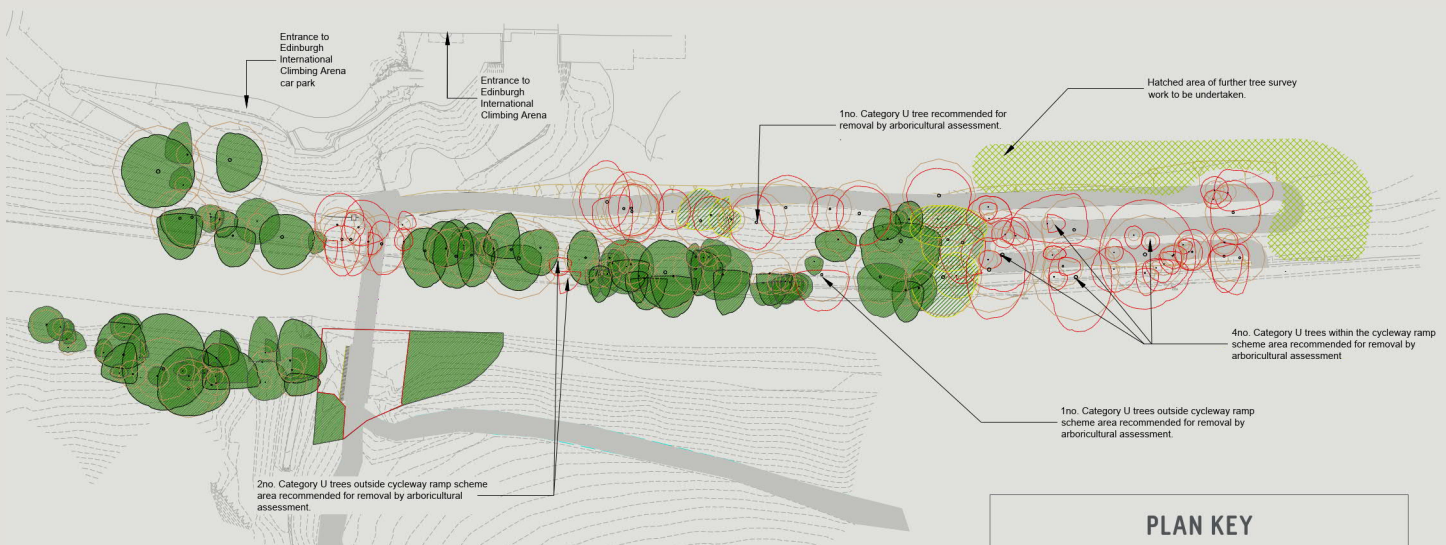 Entrance to
Edinburgh
International
Climbing Arena
car park
Entrance to
Edinburgh
International
Climbing Arena
1no. Category U tree recommended for
removal by arboricultural assessment.
.
Hatched area of further tree survey
work to be undertaken.
4no. Category U trees within the cycleway ramp
scheme area recommended for removal by
arboricultural assessment
1no. Category U trees outside cycleway ramp
scheme area recommended for removal by
arboricultural assessment.
2no. Category U trees outside cycleway ramp scheme
area recommended for removal by arboricultural
assessment.
PLAN KEY